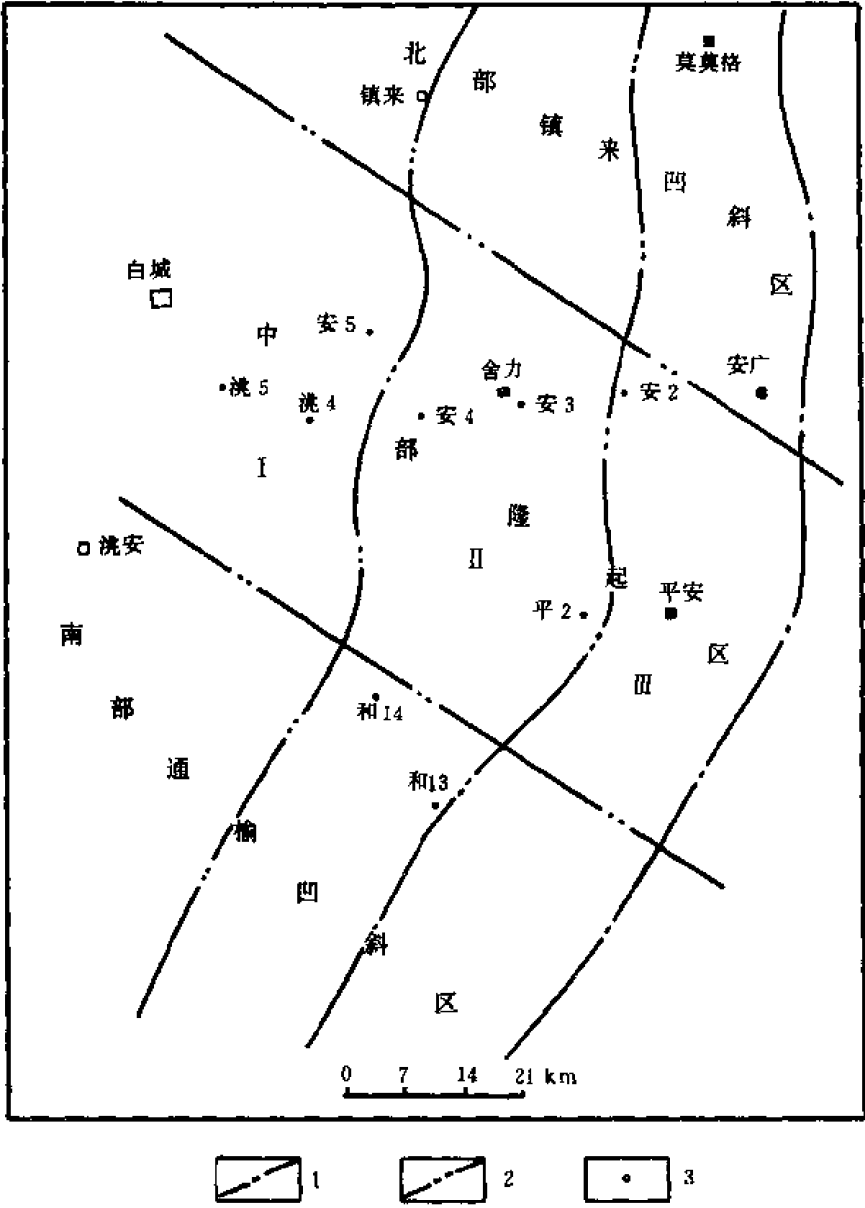 北部镇来凹斜区
莫莫格
镇来
白城
中部隆起区
安5
洮5
洮4
舍力
安4
安3
安2
安广
I
II
III
洮安
平2
平安
南部通榆凹斜区
和14
和13
0 7 14 21 km
1
2
3